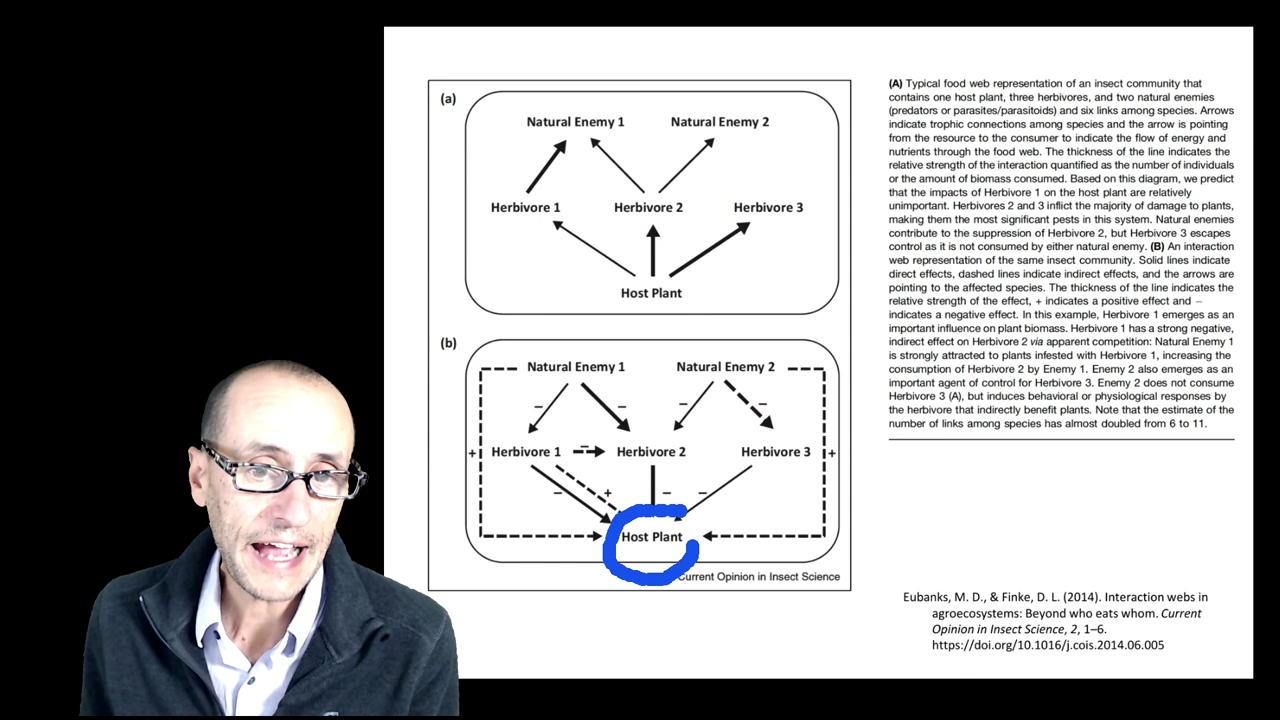 (a)
Natural Enemy 1 Natural Enemy 2
Herbivore 1 Herbivore 2 Herbivore 3
Host Plant
(b)
Natural Enemy 1 Natural Enemy 2
– – – –
+ Herbivore 1 – Herbivore 2 Herbivore 3 +
– + – –
Host Plant
Current Opinion in Insect Science
(A) Typical food web representation of an insect community that
contains one host plant, three herbivores, and two natural enemies
(predators or parasites/parasitoids) and six links among species. Arrows
indicate trophic connections among species and the arrow is pointing
from the resource to the consumer to indicate the flow of energy and
nutrients through the food web. The thickness of the line indicates the
relative strength of the interaction quantified as the number of individuals
or the amount of biomass consumed. Based on this diagram, we predict
that the impacts of Herbivore 1 on the host plant are relatively
unimportant. Herbivores 2 and 3 inflict the majority of damage to plants,
making them the most significant pests in this system. Natural enemies
contribute to the suppression of Herbivore 2, but Herbivore 3 escapes
control as it is not consumed by either natural enemy. (B) An interaction
web representation of the same insect community. Solid lines indicate
direct effects, dashed lines indicate indirect effects, and the arrows are
pointing to the affected species. The thickness of the line indicates the
relative strength of the effect, + indicates a positive effect and –
indicates a negative effect. In this example, Herbivore 1 emerges as an
important influence on plant biomass. Herbivore 1 has a strong negative,
indirect effect on Herbivore 2 via apparent competition: Natural Enemy 1
is strongly attracted to plants infested with Herbivore 1, increasing the
consumption of Herbivore 2 by Enemy 1. Enemy 2 also emerges as an
important agent of control for Herbivore 3. Enemy 2 does not consume
Herbivore 3 (A), but induces behavioral or physiological responses by
the herbivore that indirectly benefit plants. Note that the estimate of the
number of links among species has almost doubled from 6 to 11.
Eubanks, M. D., & Finke, D. L. (2014). Interaction webs in
agroecosystems: Beyond who eats whom. Current
Opinion in Insect Science, 2, 1–6.
https://doi.org/10.1016/j.cois.2014.06.005